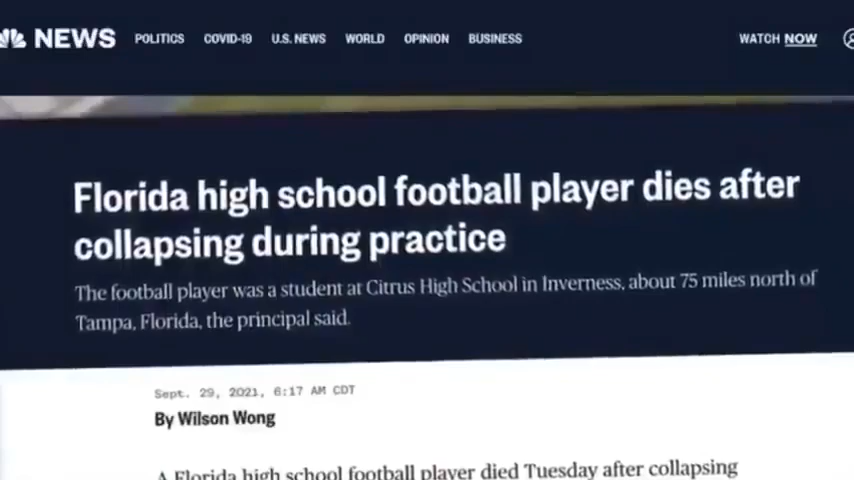 NEWS POLITICS COVID-19 U.S. NEWS WORLD OPINION BUSINESS WATCH NOW
Florida high school football player dies after
collapsing during practice
The football player was a student at Citrus High School in Inverness, about 75 miles north of
Tampa, Florida, the principal said.
Sept. 29, 2021, 6:17 AM CDT
By Wilson Wong
A Florida high school football player died Tuesday after collapsing